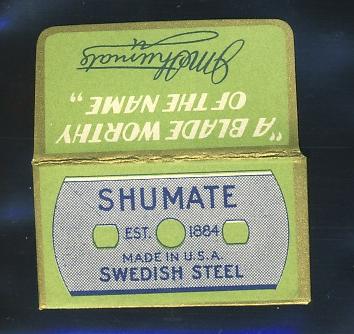 "A BLADE WORTHY
OF THE NAME"
SHUMATE
EST. 1884
MADE IN U.S.A.
SWEDISH STEEL